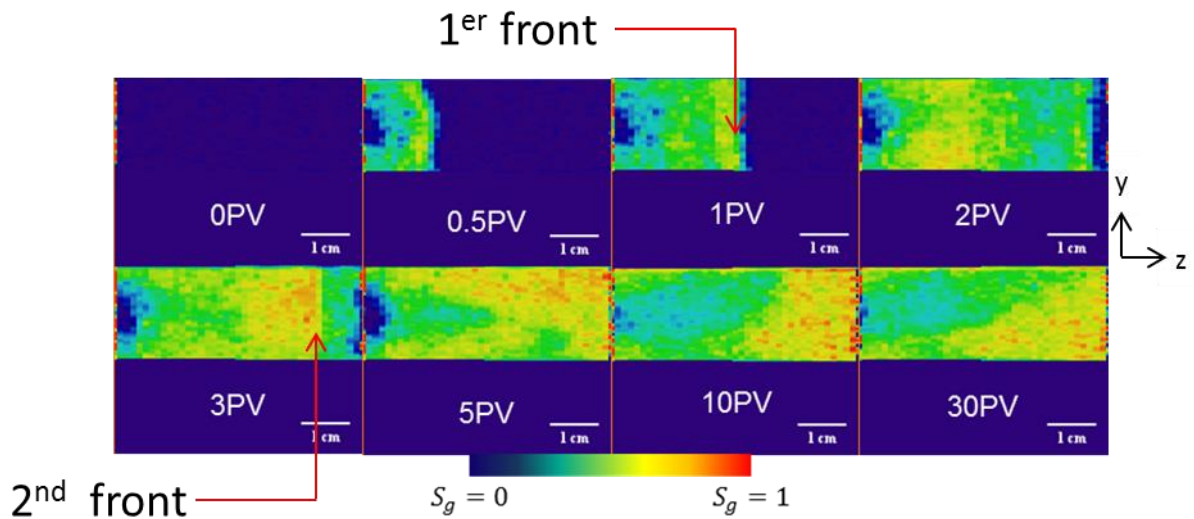 1er front
0PV
1 cm
0.5PV
1 cm
1PV
1 cm
2PV
1 cm
y
z
3PV
1 cm
5PV
1 cm
10PV
1 cm
30PV
1 cm
2nd front
Sg = 0
Sg = 1